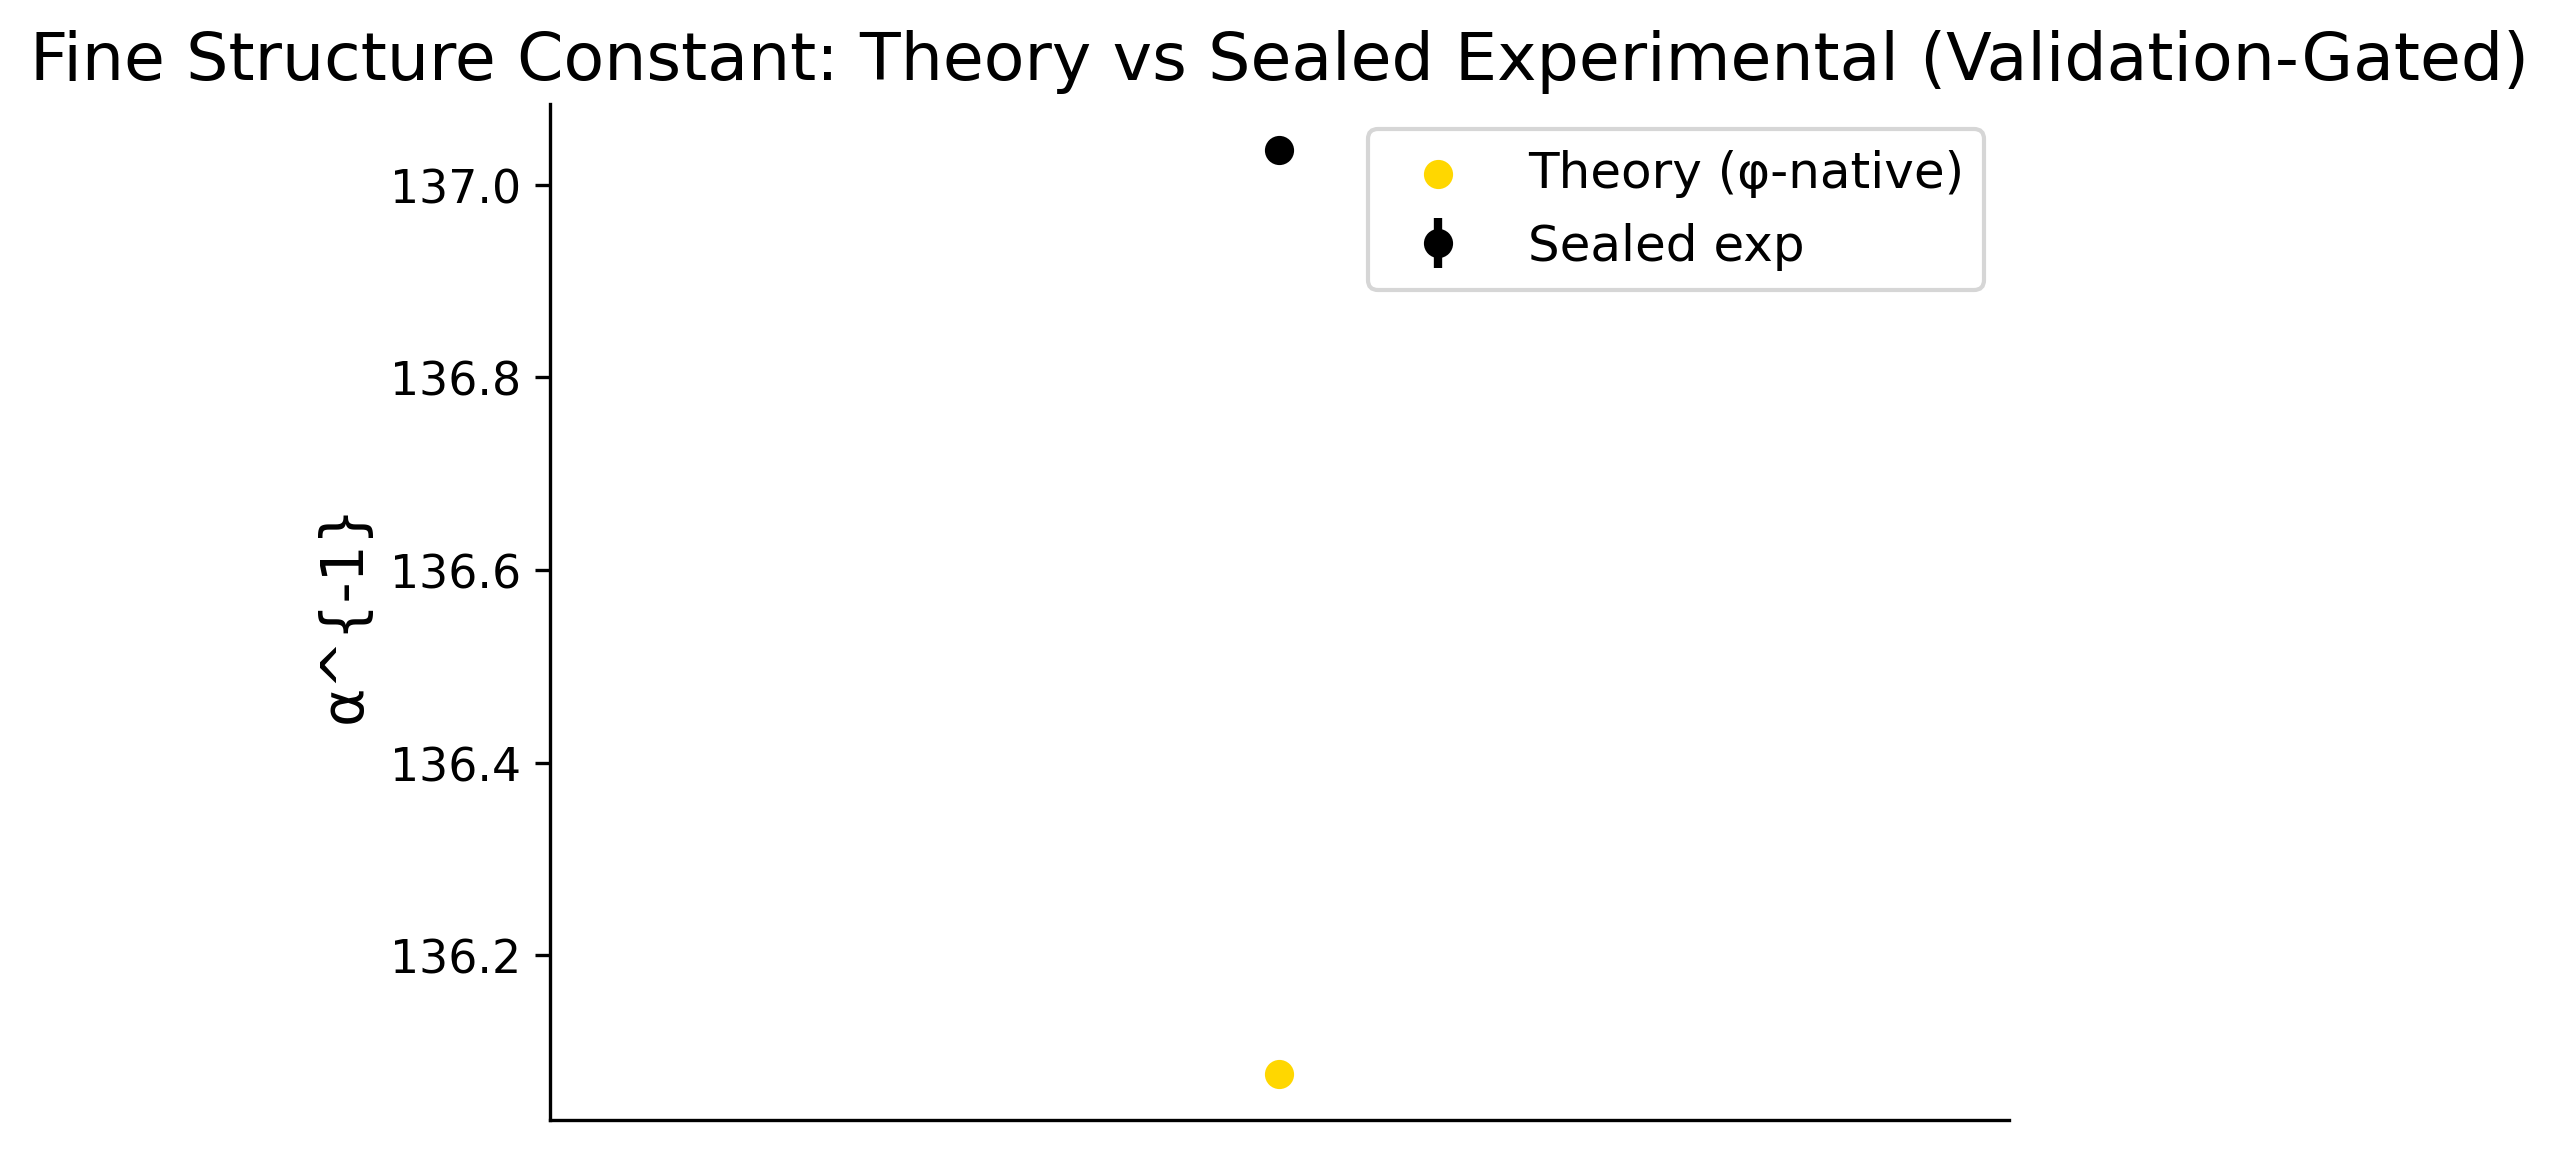 Fine Structure Constant: Theory vs Sealed Experimental (Validation-Gated)
Theory (φ-native)
Sealed exp
α^{-1}
137.0
136.8
136.6
136.4
136.2